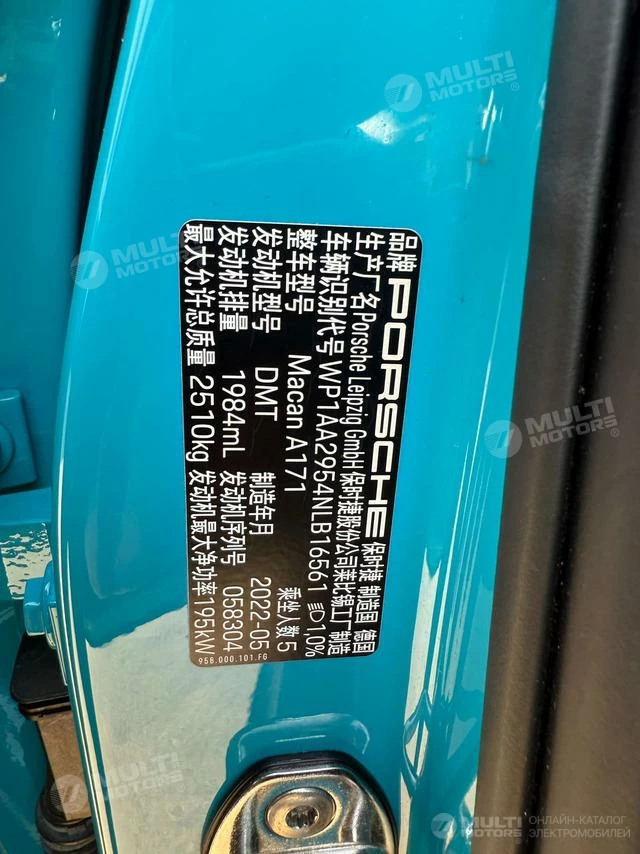 品牌 PORSCHE 保时捷 制造国 德国
生产厂名 Porsche Leipzig GmbH 保时捷股份公司莱比锡工厂 制造
车辆识别代号 WP1AA2954NLB16561 1,0%
整车型号 Macan A171 乘坐人数 5
发动机型号 DMT 制造年月 2022-05
发动机排量 1984mL 发动机序列号 058304
最大允许总质量 2510kg 发动机最大净功率 195kW
958.000.101.FG
MULTI MOTORS®
MULTI MOTORS
MULTI MOTORS
MULTI MOTORS
MULTI MOTORS
ОНЛАЙН-КАТАЛОГ
ЭЛЕКТРОМОБИЛЕЙ